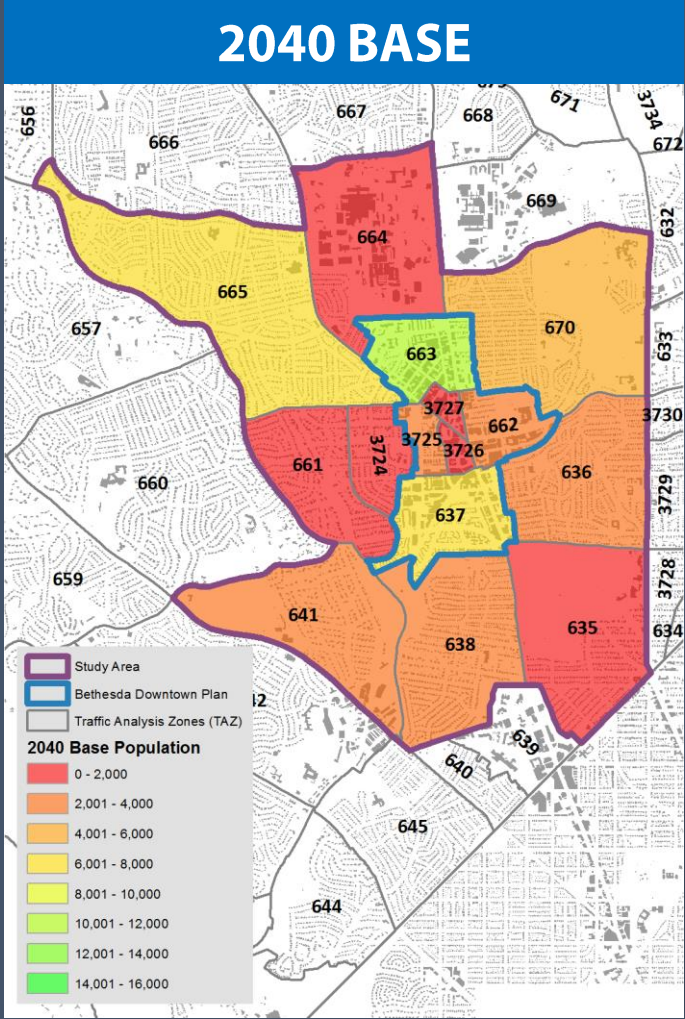 2040 BASE
656
666
667
668
671
3734
672
669
632
664
665
670
657
663
633
3727
662
3730
3725
3726
3724
661
636
660
3729
637
659
3728
641
638
635
634
639
640
645
644
Study Area
Bethesda Downtown Plan
Traffic Analysis Zones (TAZ)
2040 Base Population
0 - 2,000
2,001 - 4,000
4,001 - 6,000
6,001 - 8,000
8,001 - 10,000
10,001 - 12,000
12,001 - 14,000
14,001 - 16,000